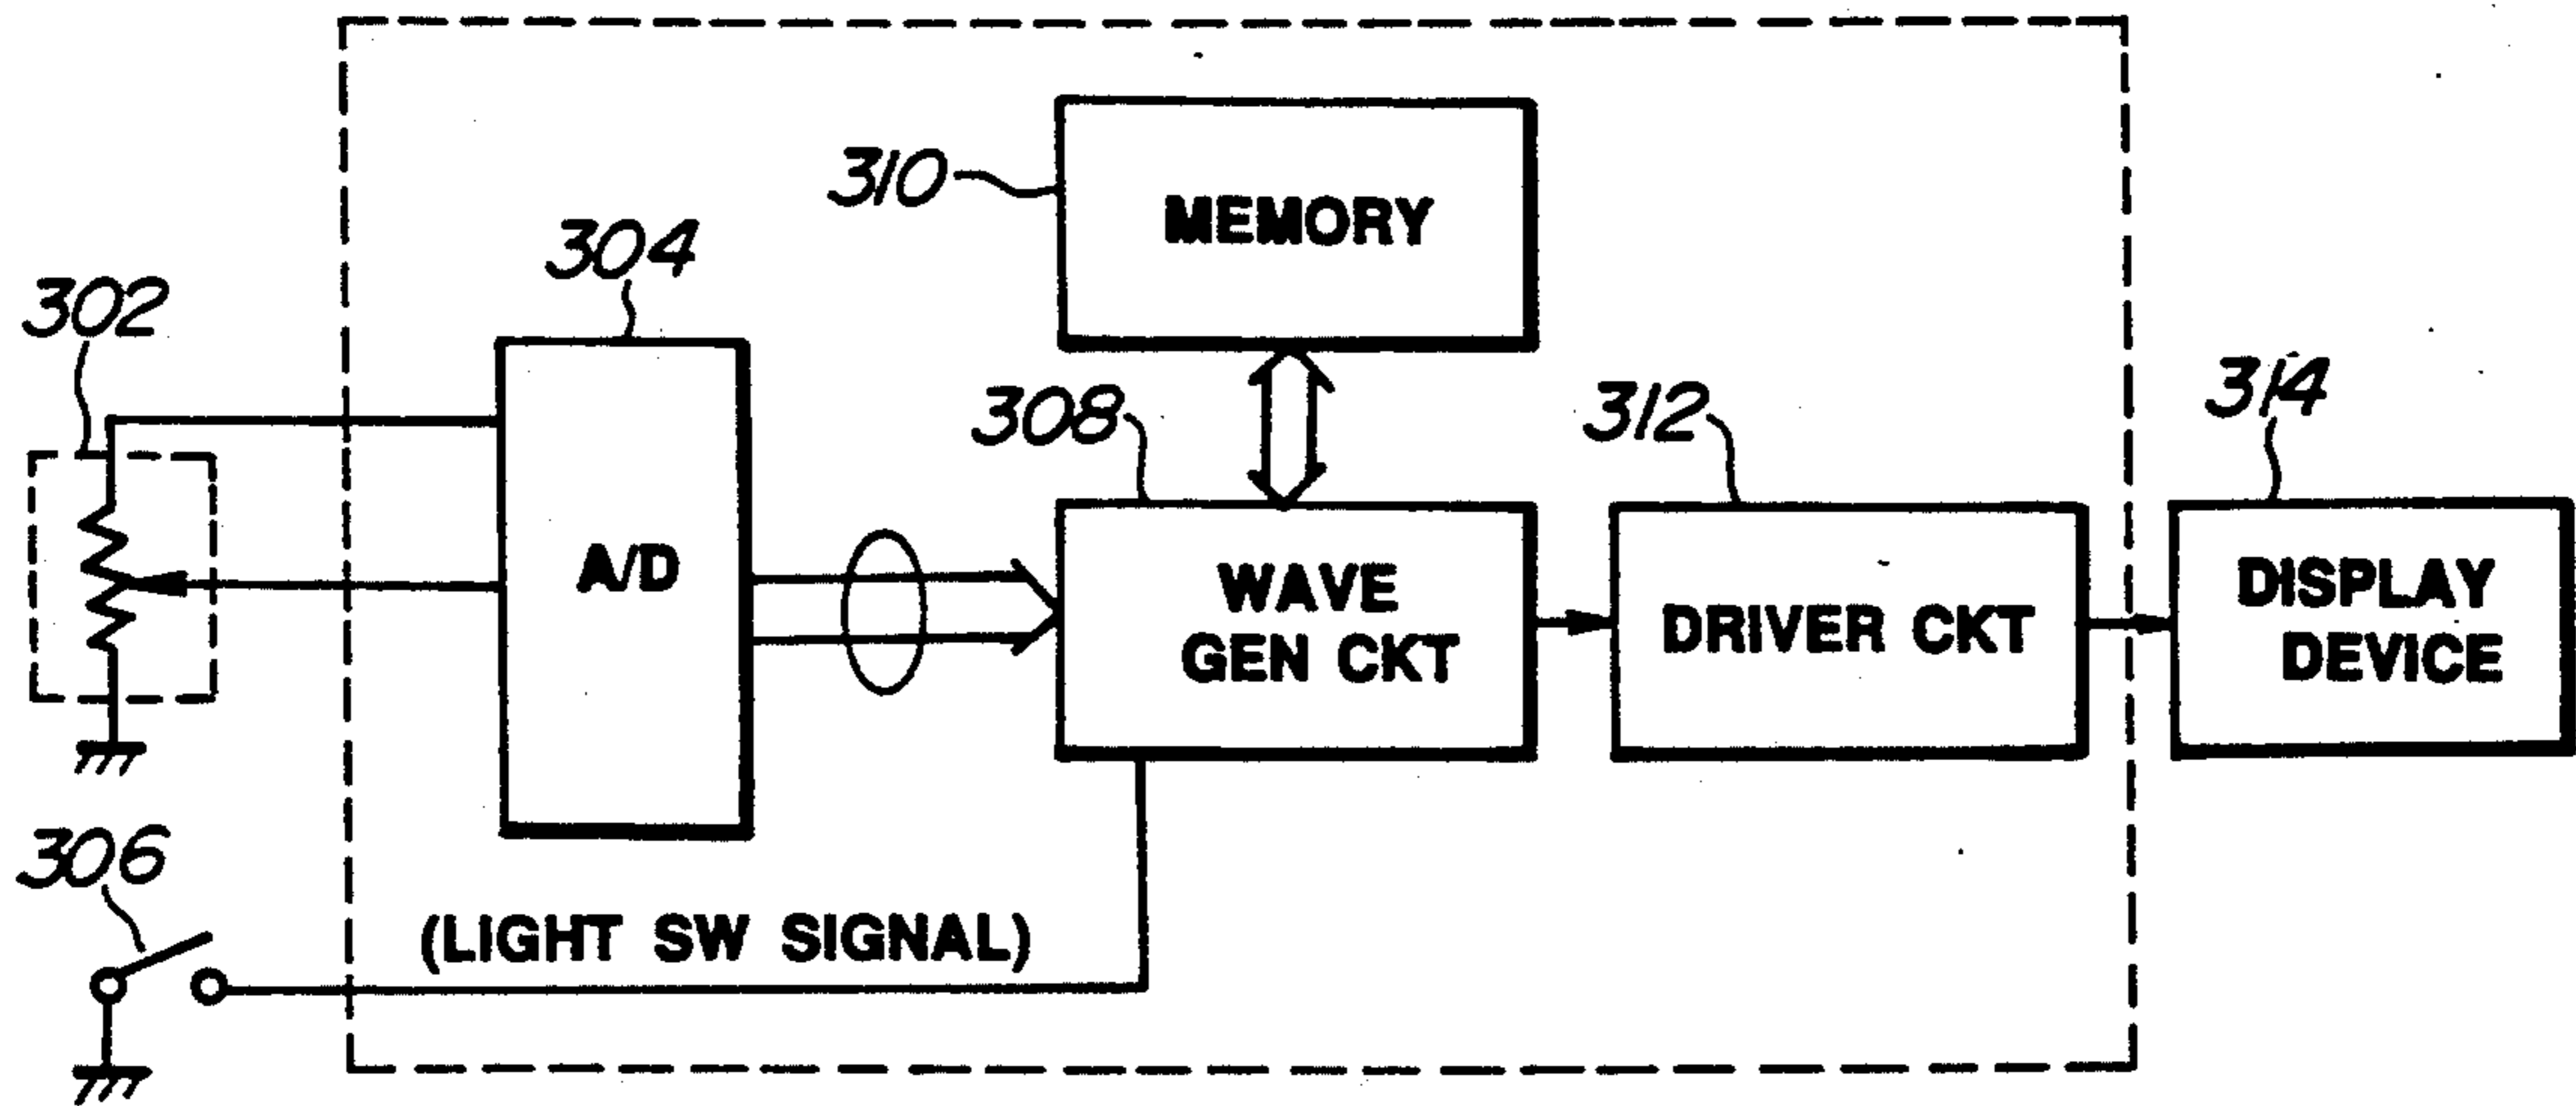 310
MEMORY
304
302
308
312
314
A/D
WAVE
GEN CKT
DRIVER CKT
DISPLAY
DEVICE
306
(LIGHT SW SIGNAL)